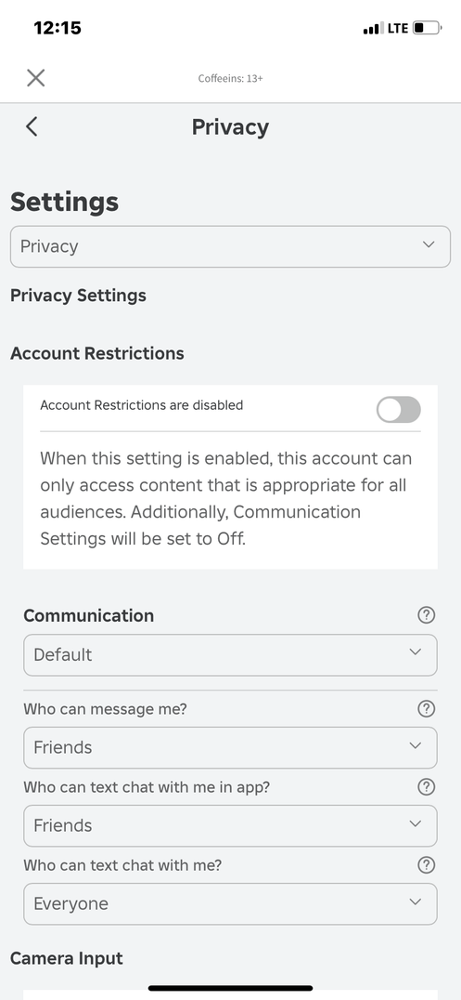 12:15
LTE
Coffeeins: 13+
Privacy
Settings
Privacy
Privacy Settings
Account Restrictions
Account Restrictions are disabled
When this setting is enabled, this account can
only access content that is appropriate for all
audiences. Additionally, Communication
Settings will be set to Off.
Communication
Default
Who can message me?
Friends
Who can text chat with me in app?
Friends
Who can text chat with me?
Everyone
Camera Input